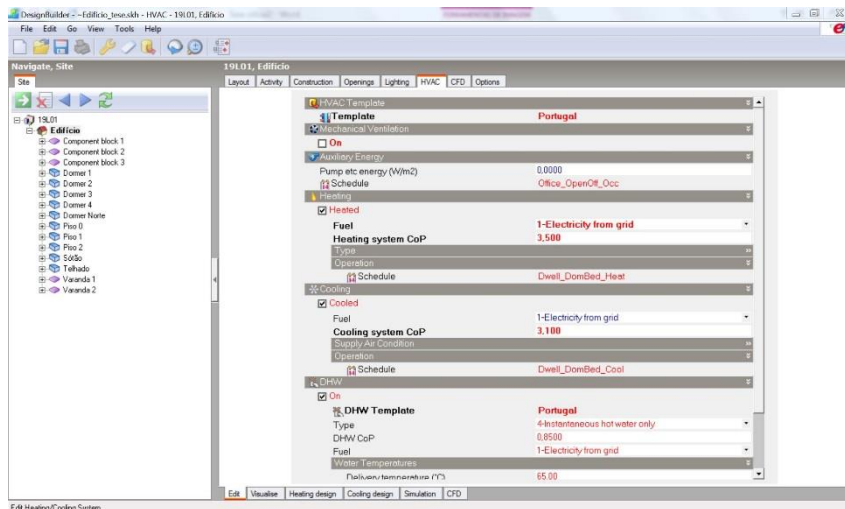 Designbuilder - ~Edificio_tese.skh - HVAC - 19L01, Edificio
File Edit Go View Tools Help
Navigate, Site
19L01, Edifício
Site
Layout Activity Construction Openings Lighting HVAC CFD Options
19L01
Edifício
Component block 1
Component block 2
Component block 3
Dormer 1
Dormer 2
Dormer 3
Dormer 4
Dormer Norte
Piso 0
Piso 1
Piso 2
Sótão
Telhado
Varanda 1
Varanda 2
HVAC Template
Template Portugal
Mechanical Ventilation
On
Auxiliary Energy
Pump etc energy (W/m2) 0,0000
Schedule Office_OpenOff_Occ
Heating
Heated
Fuel 1-Electricity from grid
Heating system CoP 3,500
Type
Operation
Schedule Dwell_DomBed_Heat
Cooling
Cooled
Fuel 1-Electricity from grid
Cooling system CoP 3,100
Supply Air Condition
Operation
Schedule Dwell_DomBed_Cool
DHW
On
DHW Template Portugal
Type 4-Instantaneous hot water only
DHW CoP 0,8500
Fuel 1-Electricity from grid
Water Temperatures
Delivery temperature (°C) 65,00
Edit Visualise Heating design Cooling design Simulation CFD
Edit Heating/Cooling System